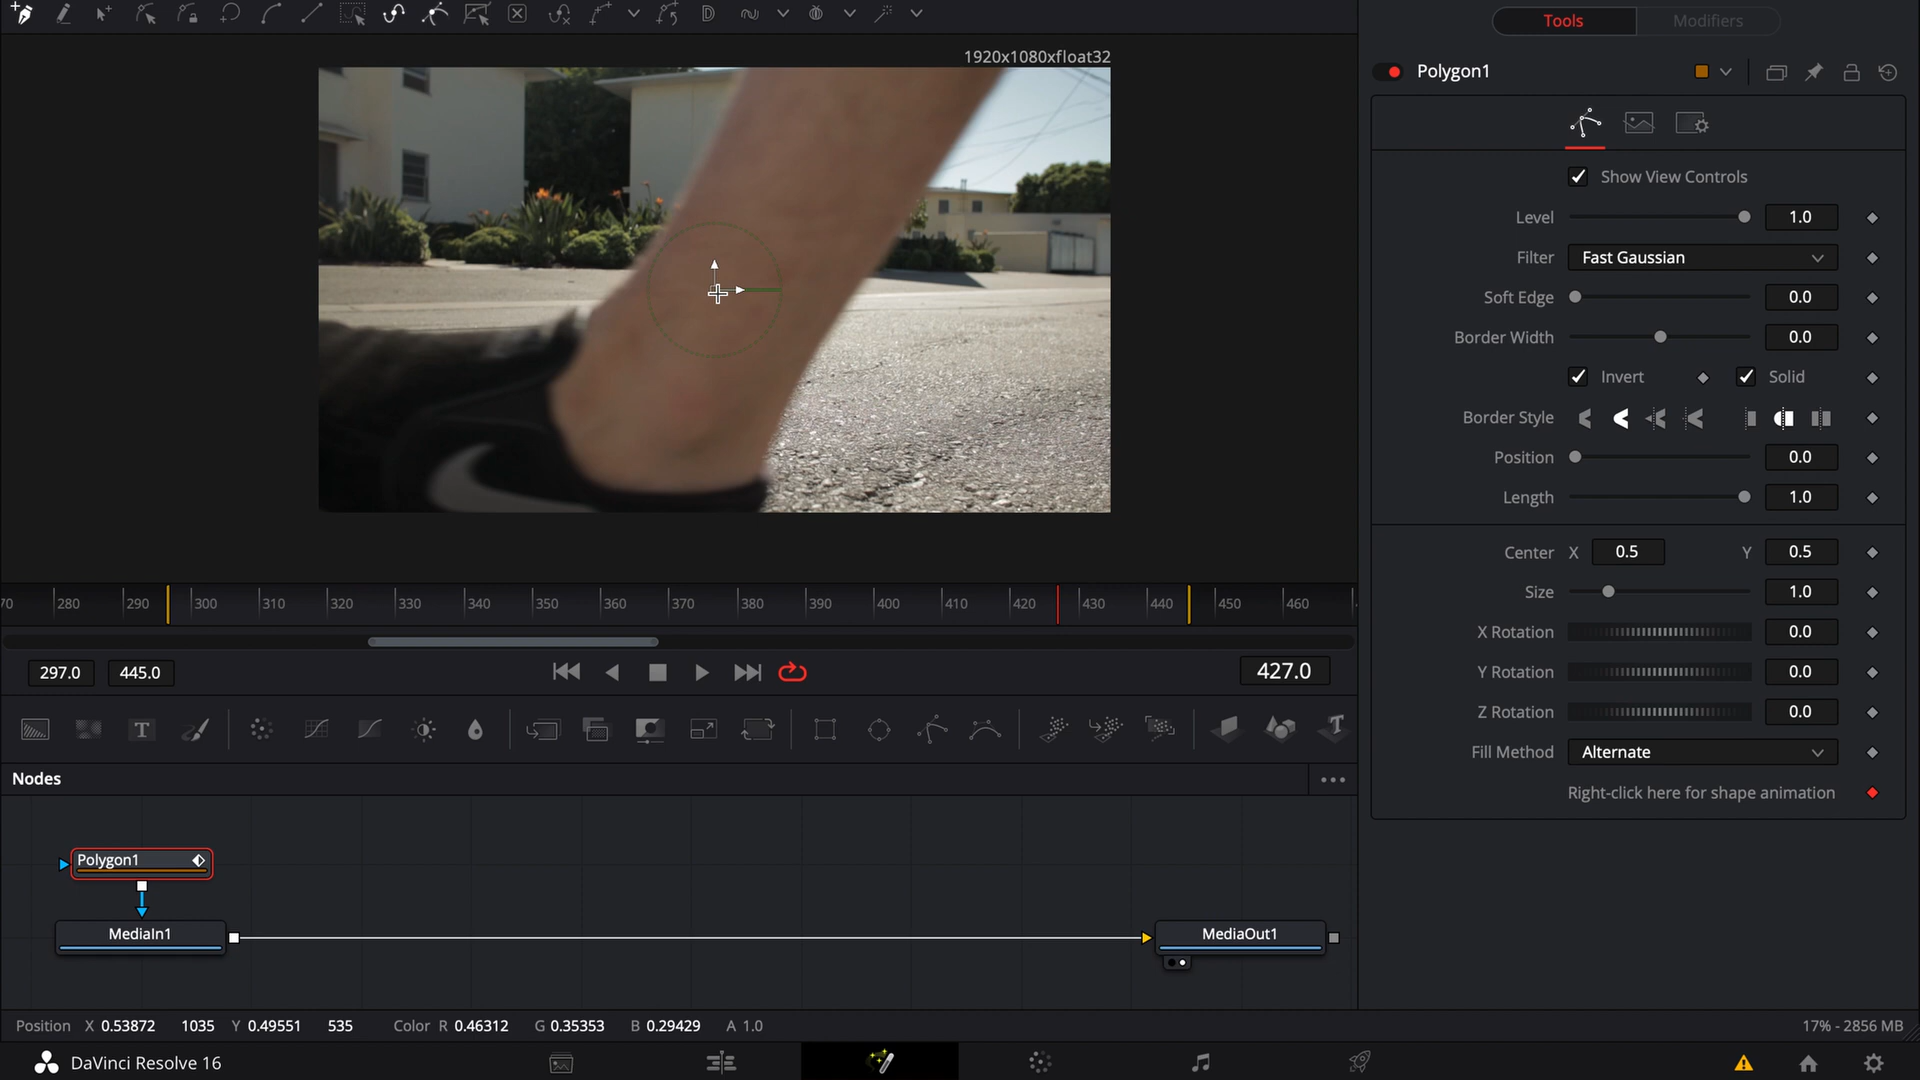 Tools
Modifiers
1920x1080xfloat32
Polygon1
Show View Controls
Level 1.0
Filter Fast Gaussian
Soft Edge 0.0
Border Width 0.0
Invert Solid
Border Style
Position 0.0
Length 1.0
Center X 0.5 Y 0.5
Size 1.0
X Rotation 0.0
Y Rotation 0.0
Z Rotation 0.0
Fill Method Alternate
Right-click here for shape animation
70 280 290 300 310 320 330 340 350 360 370 380 390 400 410 420 430 440 450 460
297.0 445.0 427.0
T
Nodes
Polygon1
MediaIn1
MediaOut1
Position X 0.53872 1035 Y 0.49551 535 Color R 0.46312 G 0.35353 B 0.29429 A 1.0
17% - 2856 MB
DaVinci Resolve 16